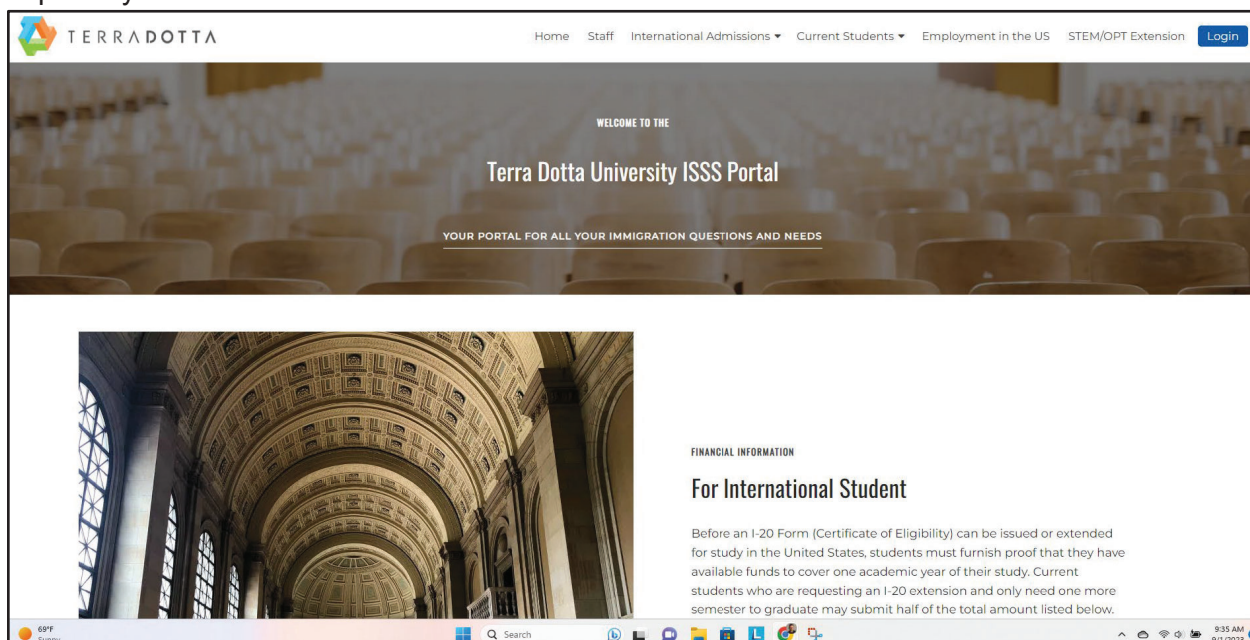 TERRADOTTA
Home Staff International Admissions Current Students Employment in the US STEM/OPT Extension Login
WELCOME TO THE
Terra Dotta University ISSS Portal
YOUR PORTAL FOR ALL YOUR IMMIGRATION QUESTIONS AND NEEDS
FINANCIAL INFORMATION
For International Student
Before an I-20 Form (Certificate of Eligibility) can be issued or extended
for study in the United States, students must furnish proof that they have
available funds to cover one academic year of their study. Current
students who are requesting an I-20 extension and only need one more
semester to graduate may submit half of the total amount listed below.
69°F
Search
9:35 AM